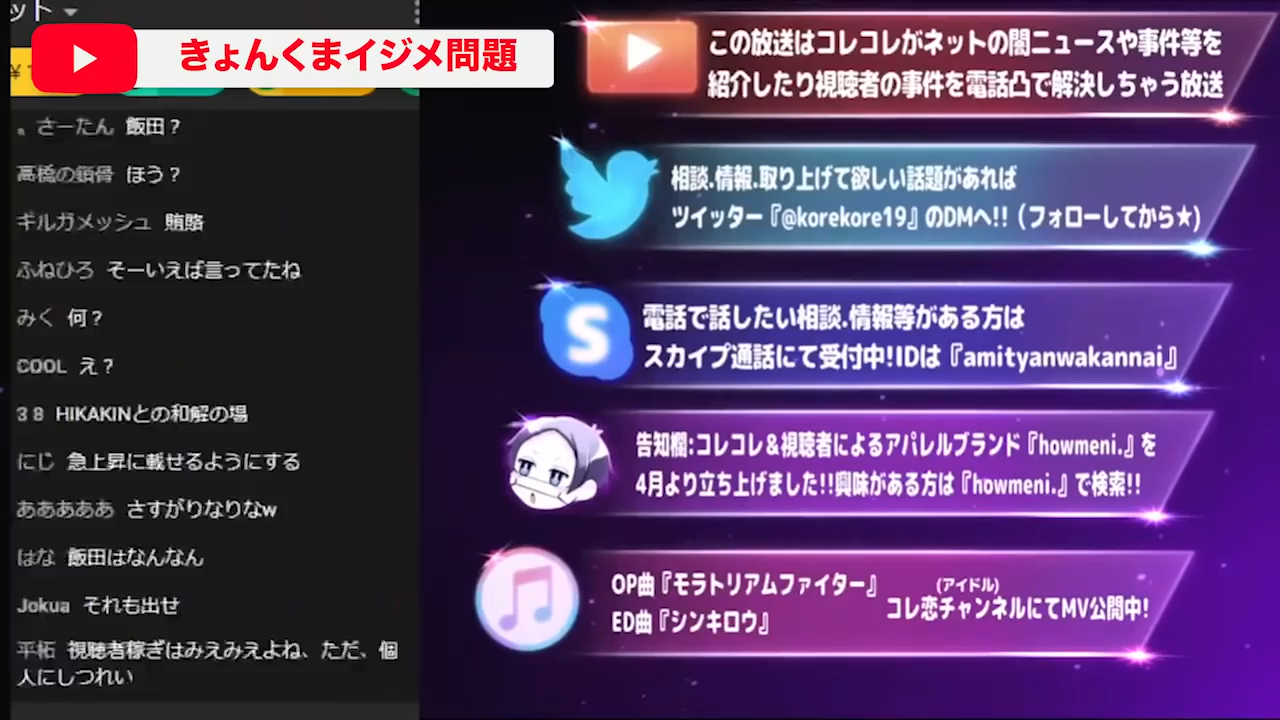 ット
きょんくまイジメ問題
。さーたん 飯田？
高橋の鎖骨 ほう？
ギルガメッシュ 賄賂
ふねひろ そーいえば言ってたね
みく 何？
COOL え？
38 HIKAKINとの和解の場
にじ 急上昇に載せるようにする
あああああ さすがりなりなw
はな 飯田はなんなん
Jokua それも出せ
平柘 視聴者稼ぎはみえみえよね、ただ、個
人にしつれい
この放送はコレコレがネットの闇ニュースや事件等を
紹介したり視聴者の事件を電話凸で解決しちゃう放送
相談.情報.取り上げて欲しい話題があれば
ツイッター『@korekore19』のDMへ!!（フォローしてから★）
電話で話したい相談.情報等がある方は
スカイプ通話にて受付中!IDは『amityanwakannai』
告知欄:コレコレ＆視聴者によるアパレルブランド『howmeni.』を
4月より立ち上げました!!興味がある方は『howmeni.』で検索!!
OP曲『モラトリアムファイター』
ED曲『シンキロウ』
(アイドル)
コレ恋チャンネルにてMV公開中!